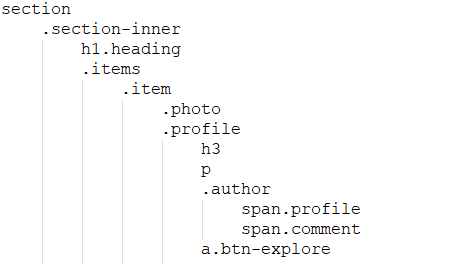 section
.section-inner
h1.heading
.items
.item
.photo
.profile
h3
p
.author
span.profile
span.comment
a.btn-explore